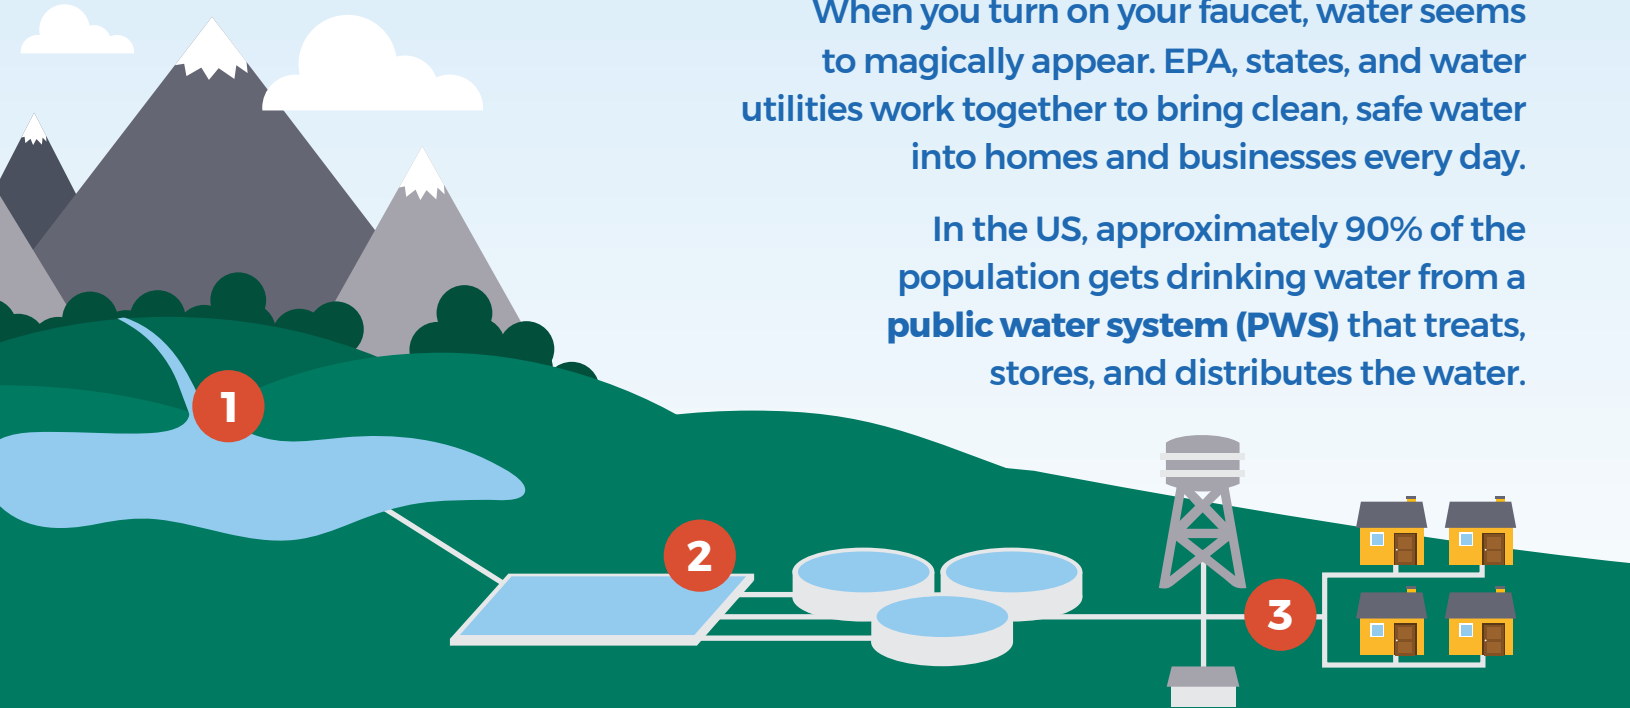 When you turn on your faucet, water seems
to magically appear. EPA, states, and water
utilities work together to bring clean, safe water
into homes and businesses every day.
In the US, approximately 90% of the
population gets drinking water from a
public water system (PWS) that treats,
stores, and distributes the water.
1
2
3